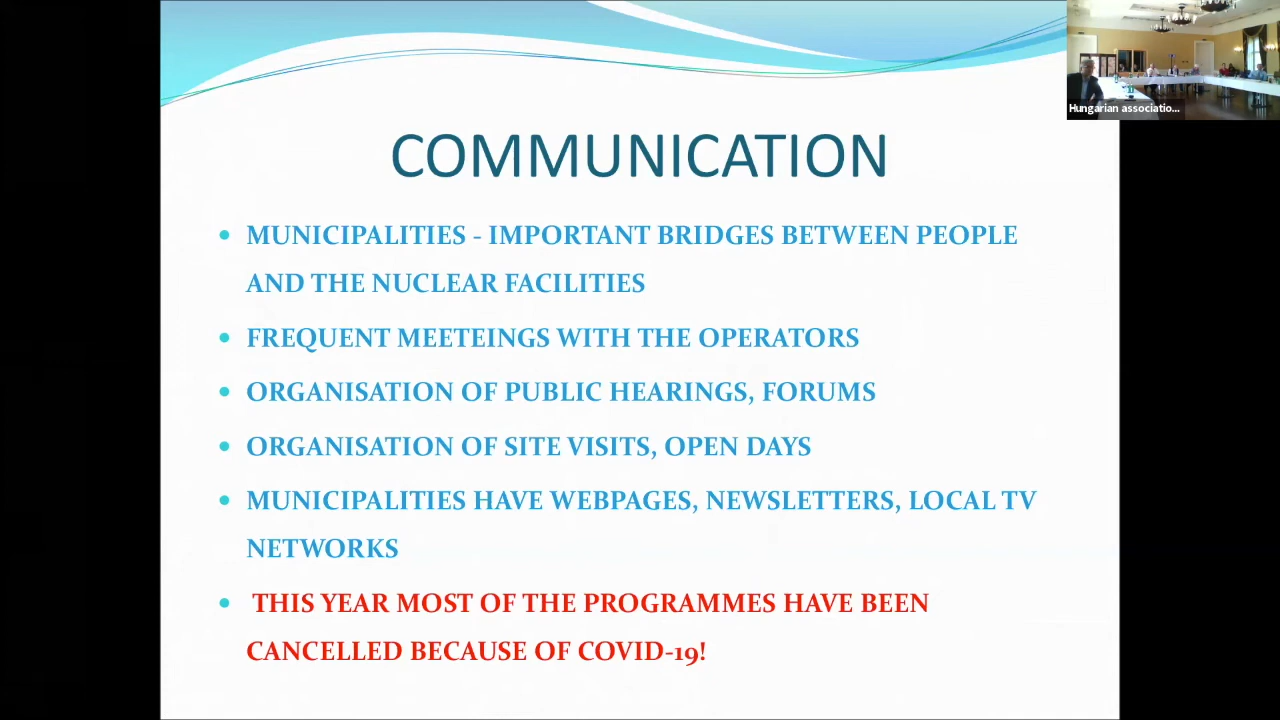 Hungarian associatio...
COMMUNICATION
MUNICIPALITIES - IMPORTANT BRIDGES BETWEEN PEOPLE
AND THE NUCLEAR FACILITIES
FREQUENT MEETEINGS WITH THE OPERATORS
ORGANISATION OF PUBLIC HEARINGS, FORUMS
ORGANISATION OF SITE VISITS, OPEN DAYS
MUNICIPALITIES HAVE WEBPAGES, NEWSLETTERS, LOCAL TV
NETWORKS
THIS YEAR MOST OF THE PROGRAMMES HAVE BEEN
CANCELLED BECAUSE OF COVID-19!